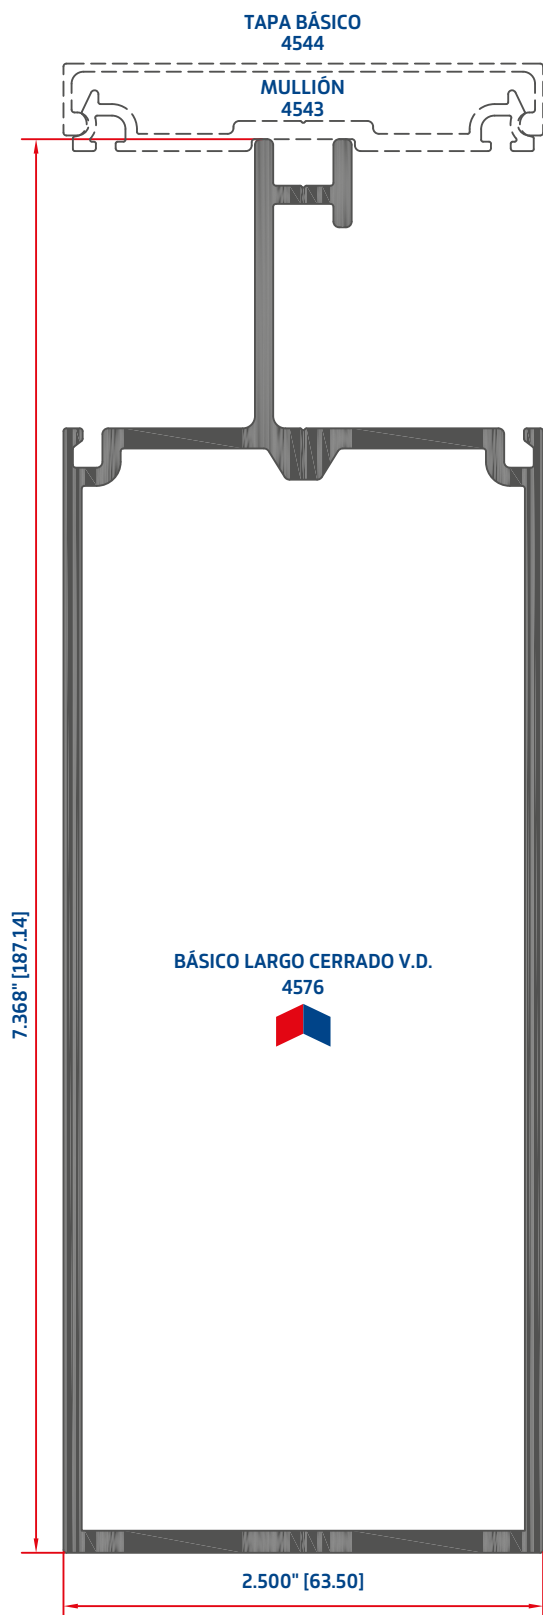 TAPA BÁSICO
4544
MULLIÓN
4543
7.368" [187.14]
BÁSICO LARGO CERRADO V.D.
4576
2.500" [63.50]